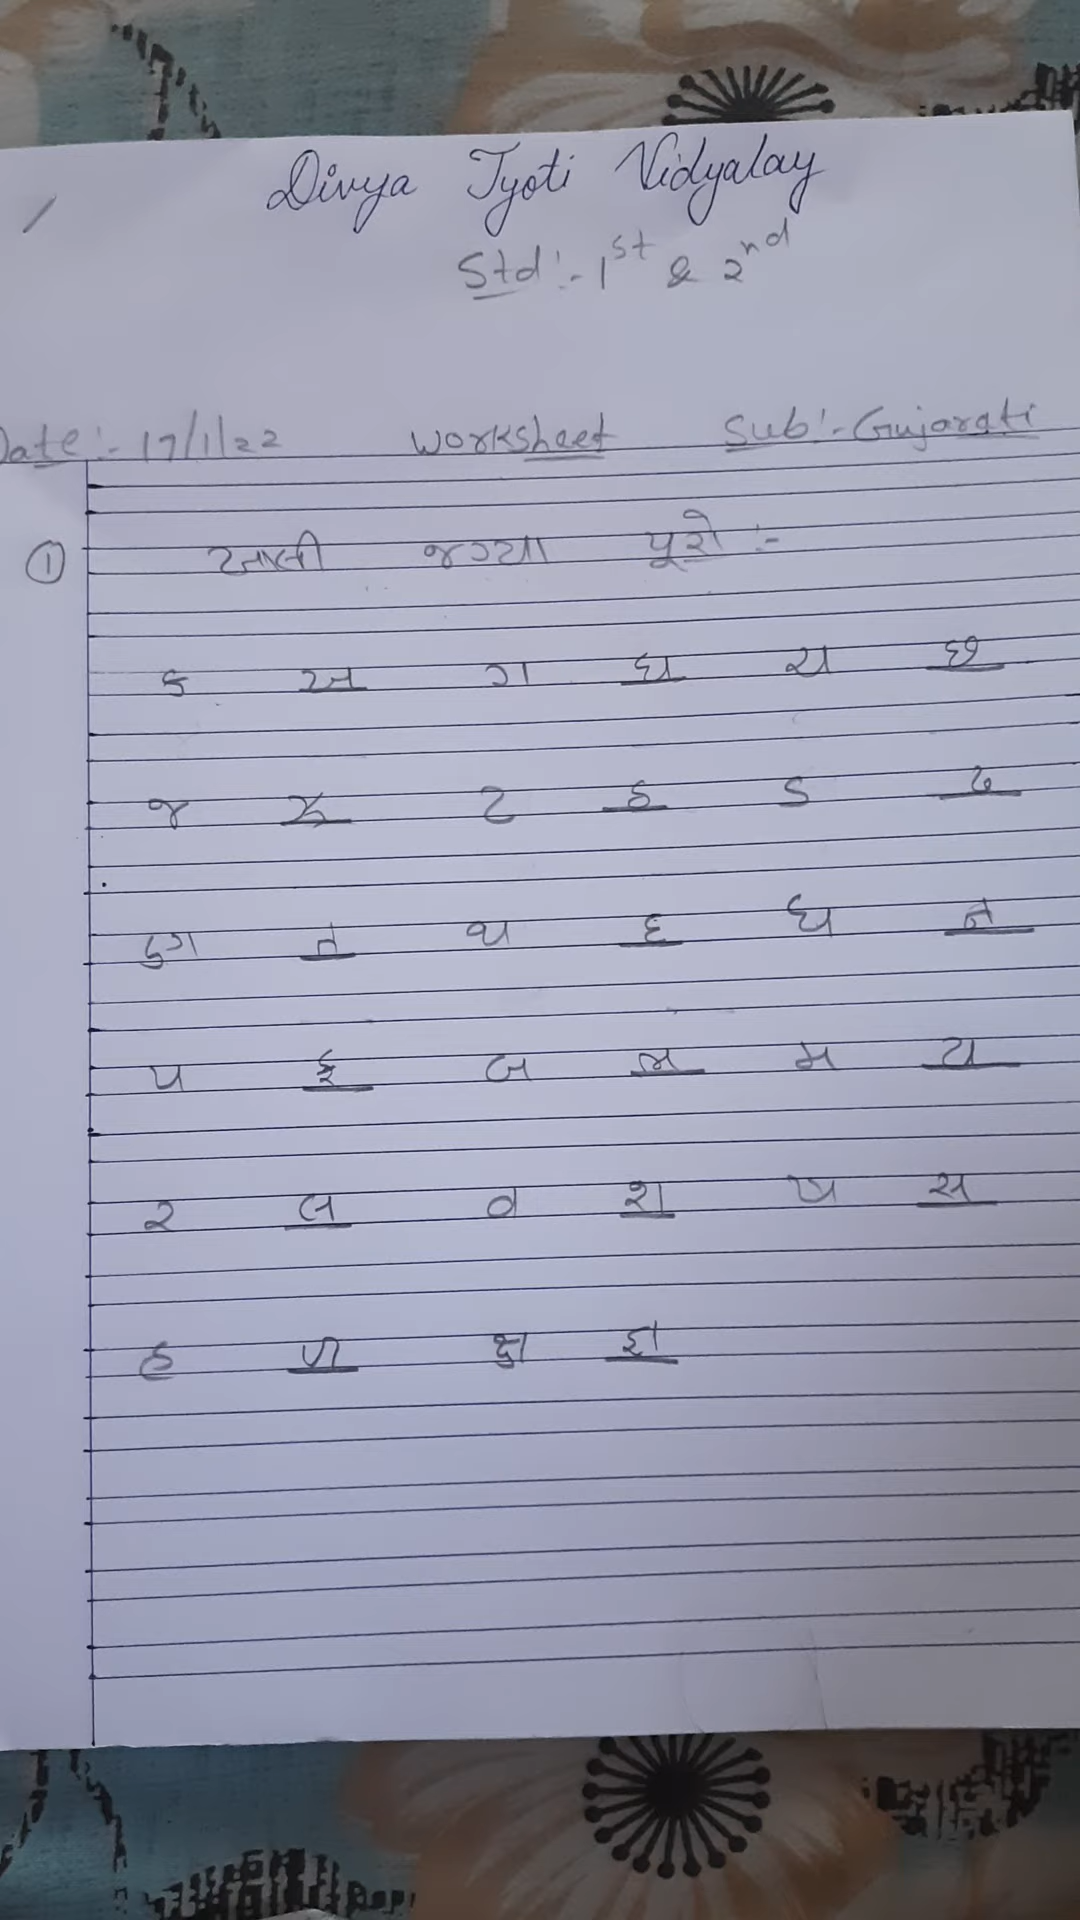 Divya Jyoti Vidyalay
Std:- 1st & 2nd
Date:- 17/1/22 Worksheet Sub:- Gujarati
① ખાલી જગ્યા પૂરો :-
ક ખ ગ ઘ ચ છ
જ ઝ ટ ઠ ડ ઢ
ણ ત થ દ ધ ન
પ ફ બ ભ મ ય
ર લ વ શ ષ સ
હ ળ ક્ષ જ્ઞ